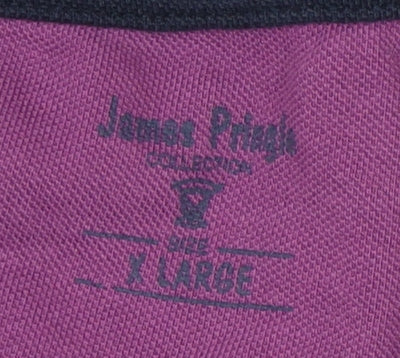 James Pringle
COLLECTION
SIZE
X LARGE